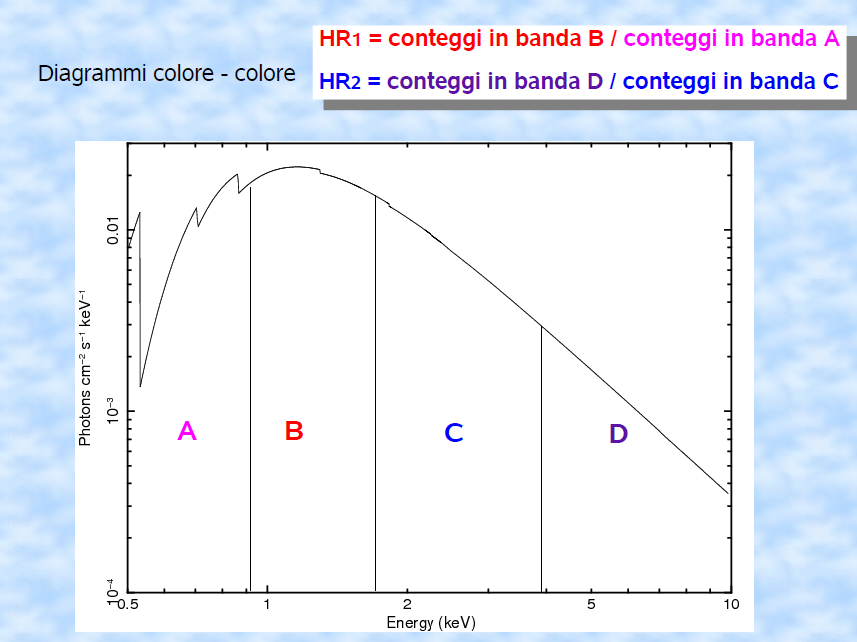 HR1 = conteggi in banda B / conteggi in banda A
Diagrammi colore - colore
HR2 = conteggi in banda D / conteggi in banda C
Photons cm⁻² s⁻¹ keV⁻¹
0.01
10⁻³
10⁻⁴
A
B
C
D
0.5 1 2 5 10
Energy (keV)